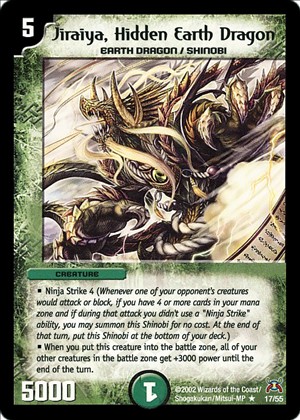 5 Jiraiya, Hidden Earth Dragon
EARTH DRAGON / SHINOBI
CREATURE
■ Ninja Strike 4 (Whenever one of your opponent's creatures
would attack or block, if you have 4 or more cards in your mana
zone and if during that attack you didn't use a "Ninja Strike"
ability, you may summon this Shinobi for no cost. At the end of
that turn, put this Shinobi at the bottom of your deck.)
■ When you put this creature into the battle zone, all of your
other creatures in the battle zone get +3000 power until the
end of the turn.
5000
1
©2002 Wizards of the Coast/
Shogakukan/Mitsui-MP ★ 17/55